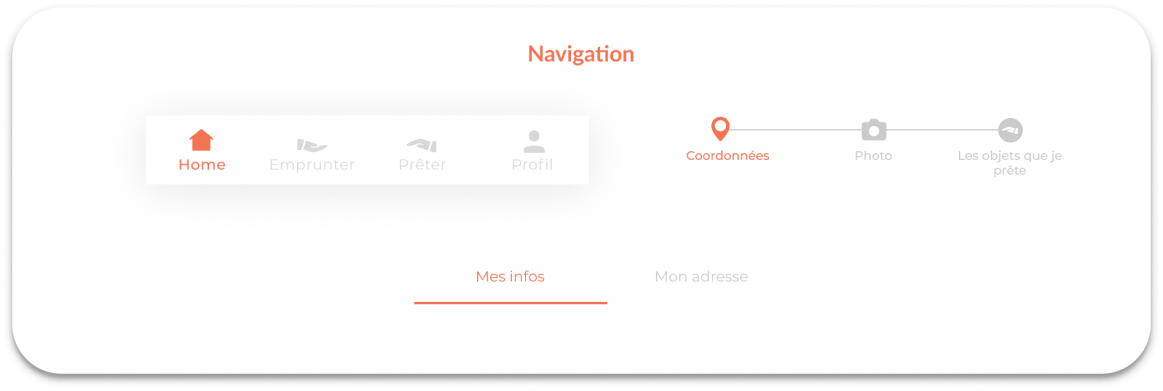 Navigation
Home
Emprunter
Prêter
Profil
Coordonnées
Photo
Les objets que je
prête
Mes infos
Mon adresse